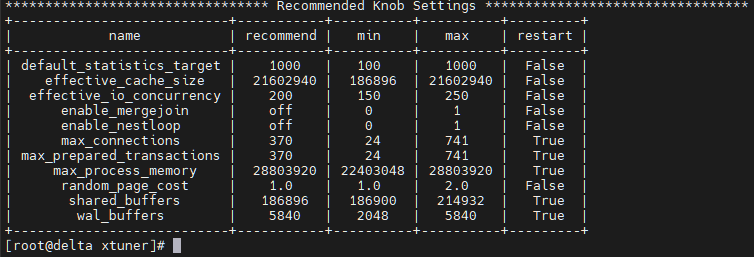 ******************************** Recommended Knob Settings *********************************
+---------------------------+-----------+----------+----------+---------+
| name | recommend | min | max | restart |
+---------------------------+-----------+----------+----------+---------+
| default_statistics_target | 1000 | 100 | 1000 | False |
| effective_cache_size | 21602940 | 186896 | 21602940 | False |
| effective_io_concurrency | 200 | 150 | 250 | False |
| enable_mergejoin | off | 0 | 1 | False |
| enable_nestloop | off | 0 | 1 | False |
| max_connections | 370 | 24 | 741 | True |
| max_prepared_transactions | 370 | 24 | 741 | True |
| max_process_memory | 28803920 | 22403048 | 28803920 | True |
| random_page_cost | 1.0 | 1.0 | 2.0 | False |
| shared_buffers | 186896 | 186900 | 214932 | True |
| wal_buffers | 5840 | 2048 | 5840 | True |
+---------------------------+-----------+----------+----------+---------+
[root@delta xtuner]#